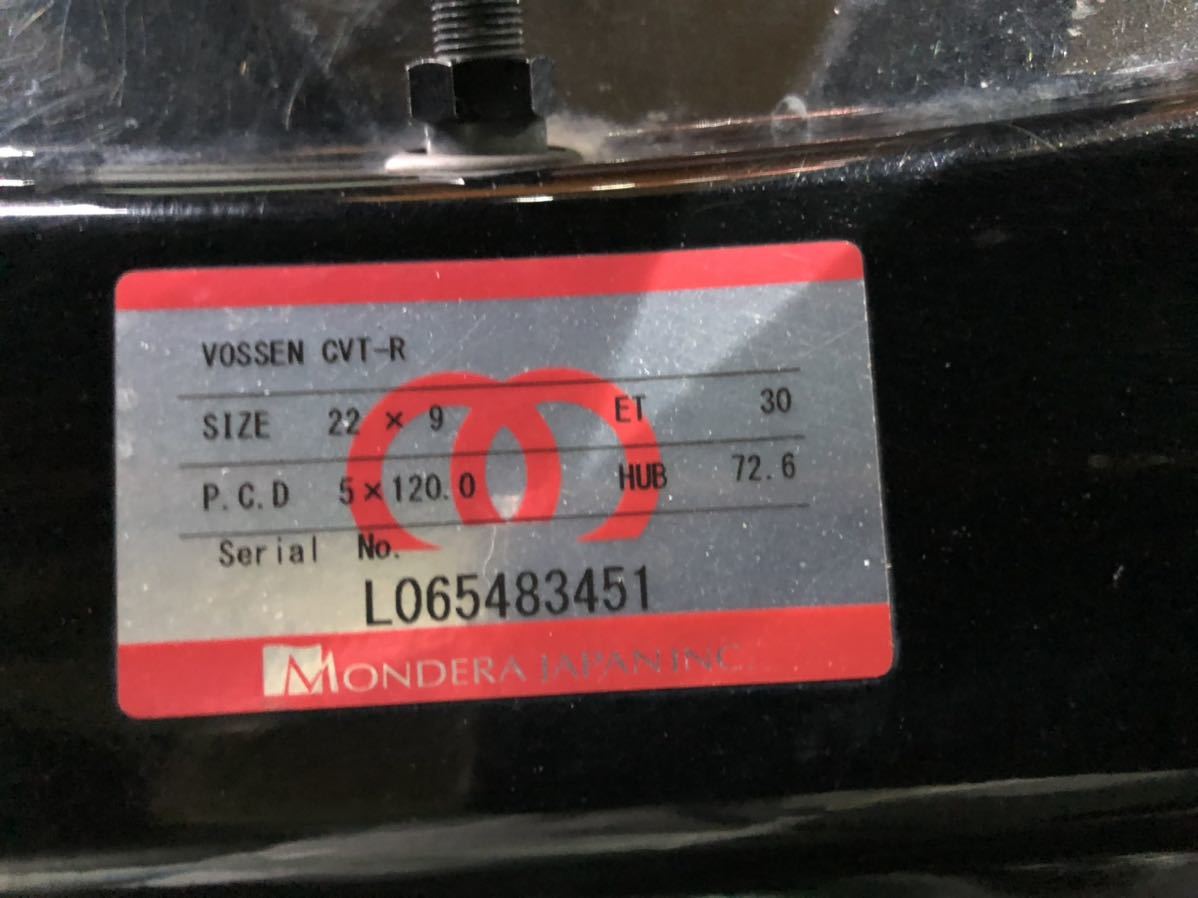 VOSSEN CVT-R
SIZE 22 × 9 ET 30
P.C.D 5×120.0 HUB 72.6
Serial No.
L065483451
MONDERA JAPAN INC.